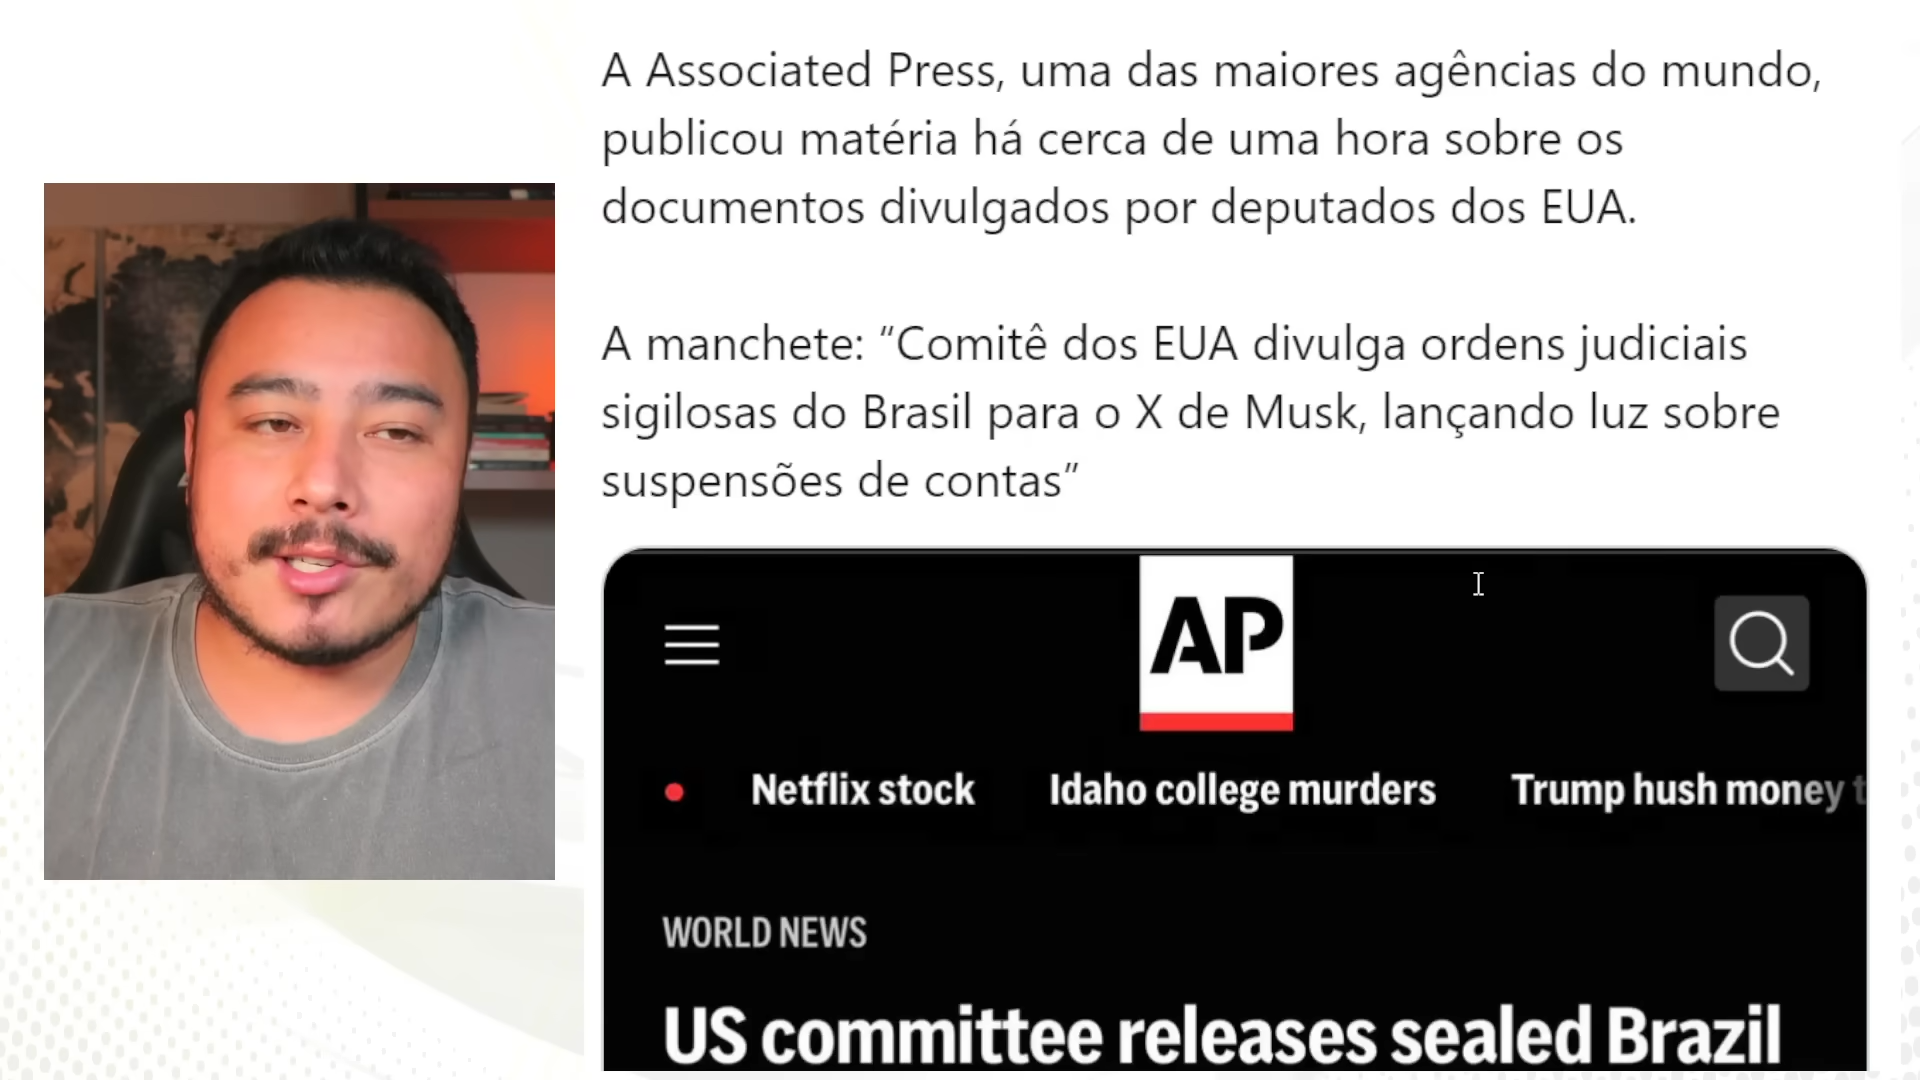 A Associated Press, uma das maiores agências do mundo,
publicou matéria há cerca de uma hora sobre os
documentos divulgados por deputados dos EUA.
A manchete: “Comitê dos EUA divulga ordens judiciais
sigilosas do Brasil para o X de Musk, lançando luz sobre
suspensões de contas”
AP
Netflix stock Idaho college murders Trump hush money t
WORLD NEWS
US committee releases sealed Brazil